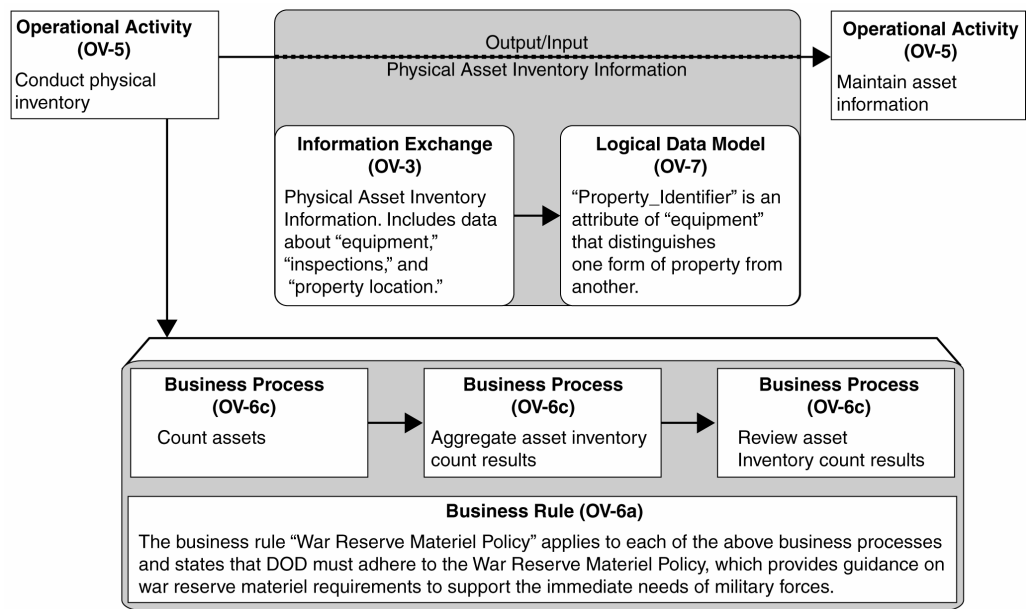 Operational Activity
(OV-5)
Conduct physical
inventory
Output/Input
Physical Asset Inventory Information
Operational Activity
(OV-5)
Maintain asset
information
Information Exchange
(OV-3)
Physical Asset Inventory
Information. Includes data
about “equipment,”
“inspections,” and
“property location.”
Logical Data Model
(OV-7)
“Property_Identifier” is an
attribute of “equipment”
that distinguishes
one form of property from
another.
Business Process
(OV-6c)
Count assets
Business Process
(OV-6c)
Aggregate asset inventory
count results
Business Process
(OV-6c)
Review asset
Inventory count results
Business Rule (OV-6a)
The business rule “War Reserve Materiel Policy” applies to each of the above business processes
and states that DOD must adhere to the War Reserve Materiel Policy, which provides guidance on
war reserve materiel requirements to support the immediate needs of military forces.